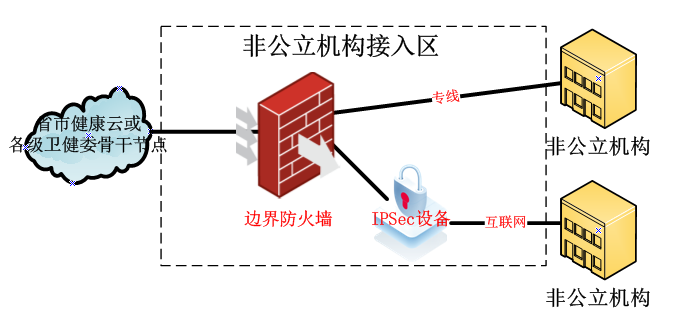 非公立机构接入区
省市健康云或
各级卫健委骨干节点
专线
非公立机构
边界防火墙
IPSec设备
互联网
非公立机构